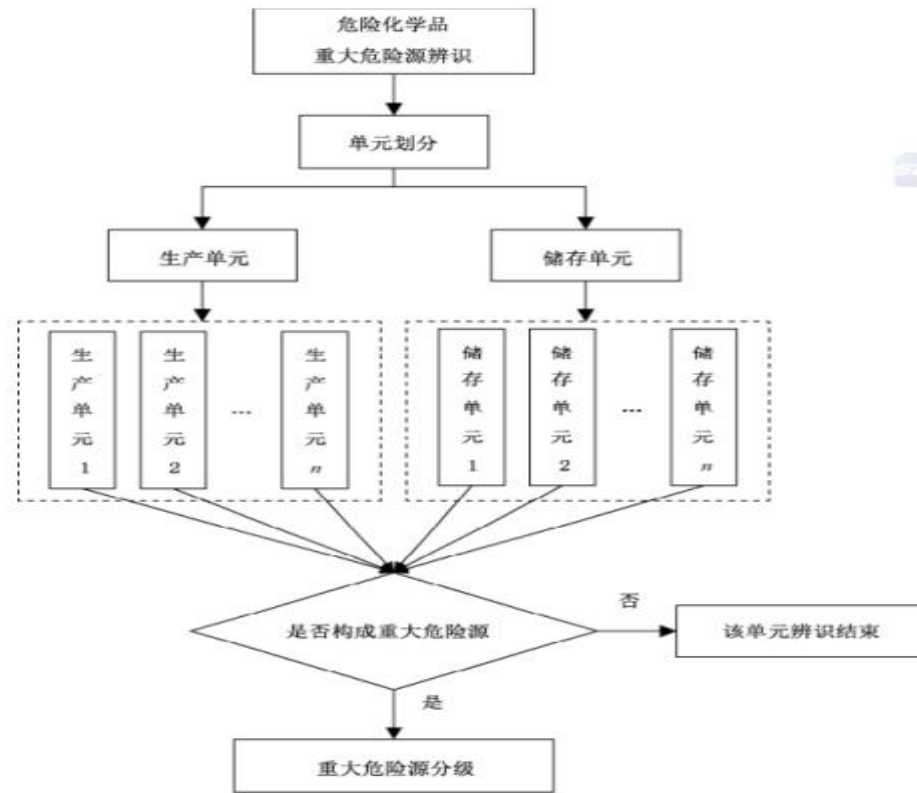 危险化学品
重大危险源辨识
单元划分
生产单元
储存单元
生产单元1
生产单元2
...
生产单元n
储存单元1
储存单元2
...
储存单元n
是否构成重大危险源
否
该单元辨识结束
是
重大危险源分级